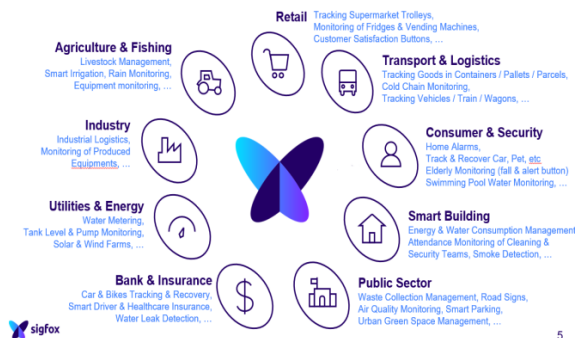 Retail
Tracking Supermarket Trolleys,
Monitoring of Fridges & Vending Machines,
Customer Satisfaction Buttons, …
Agriculture & Fishing
Livestock Management,
Smart Irrigation, Rain Monitoring,
Equipment monitoring, …
Transport & Logistics
Tracking Goods in Containers / Pallets / Parcels,
Cold Chain Monitoring,
Tracking Vehicles / Train / Wagons, …
Industry
Industrial Logistics,
Monitoring of Produced
Equipments, …
Consumer & Security
Home Alarms,
Track & Recover Car, Pet, etc
Elderly Monitoring (fall & alert button)
Swimming Pool Water Monitoring, …
Utilities & Energy
Water Metering,
Tank Level & Pump Monitoring,
Solar & Wind Farms, …
Smart Building
Energy & Water Consumption Management
Attendance Monitoring of Cleaning &
Security Teams, Smoke Detection, …
Bank & Insurance
Car & Bikes Tracking & Recovery,
Smart Driver & Healthcare Insurance,
Water Leak Detection, …
$
Public Sector
Waste Collection Management, Road Signs,
Air Quality Monitoring, Smart Parking,
Urban Green Space Management, …
sigfox
5